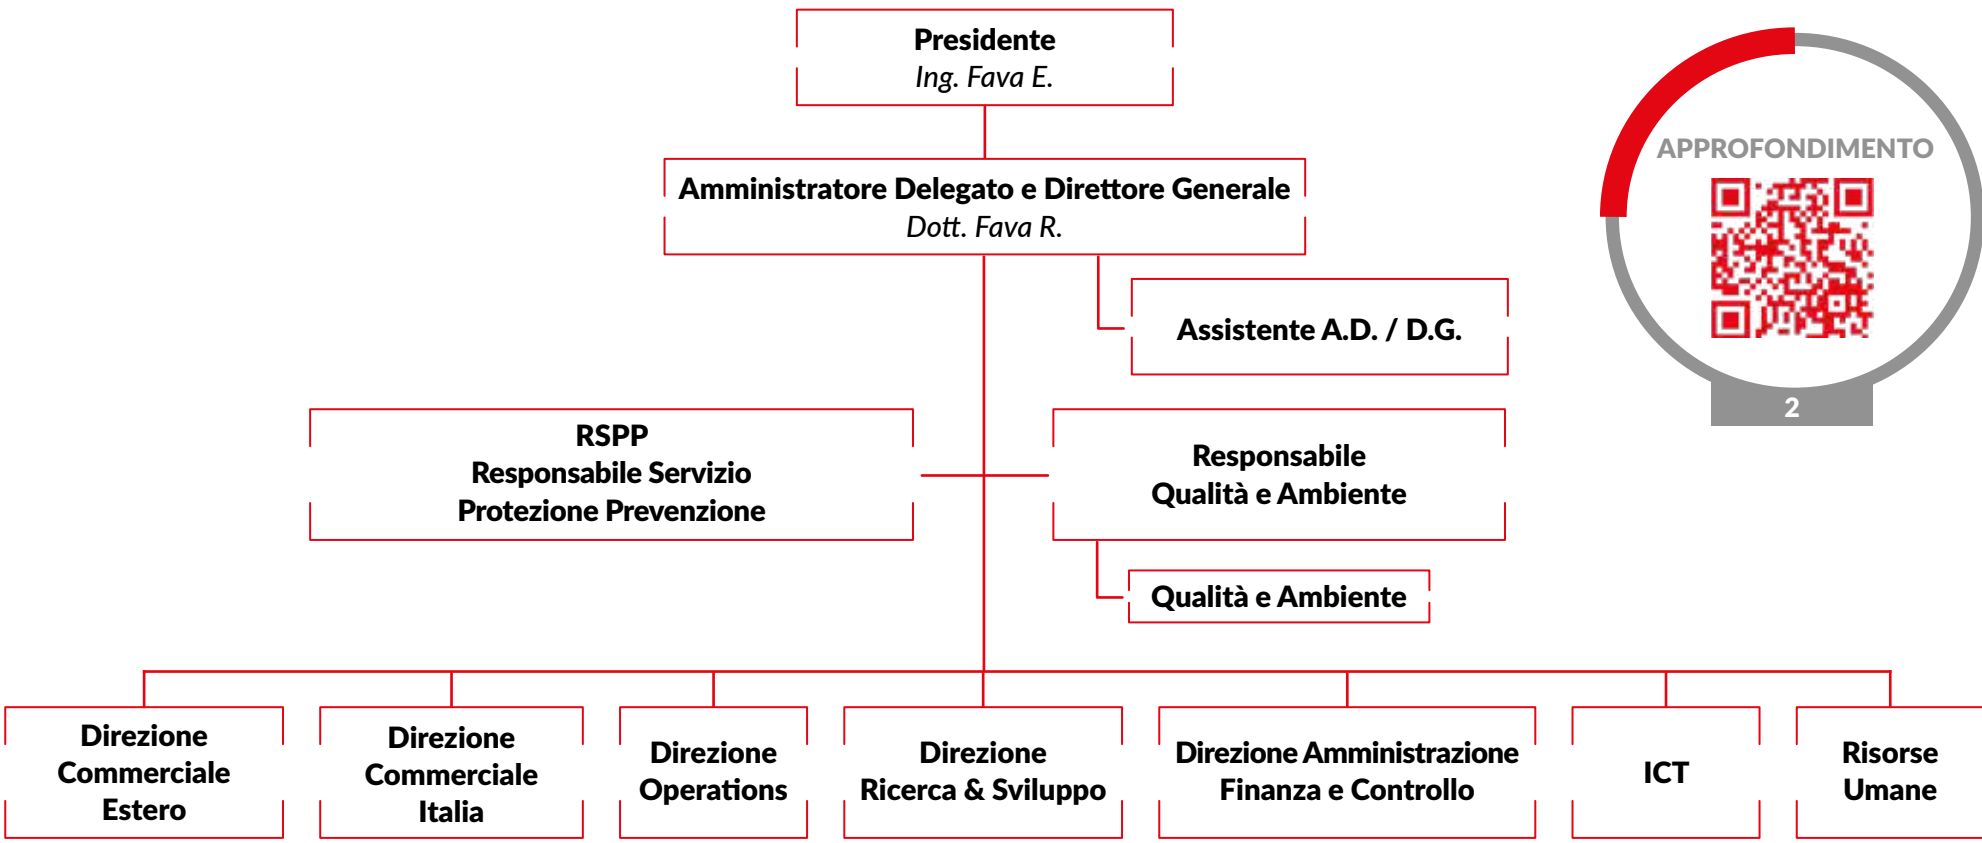 Presidente
Ing. Fava E.
Amministratore Delegato e Direttore Generale
Dott. Fava R.
APPROFONDIMENTO
2
Assistente A.D. / D.G.
RSPP
Responsabile Servizio
Protezione Prevenzione
Responsabile
Qualità e Ambiente
Qualità e Ambiente
Direzione
Commerciale
Estero
Direzione
Commerciale
Italia
Direzione
Operations
Direzione
Ricerca & Sviluppo
Direzione Amministrazione
Finanza e Controllo
ICT
Risorse
Umane